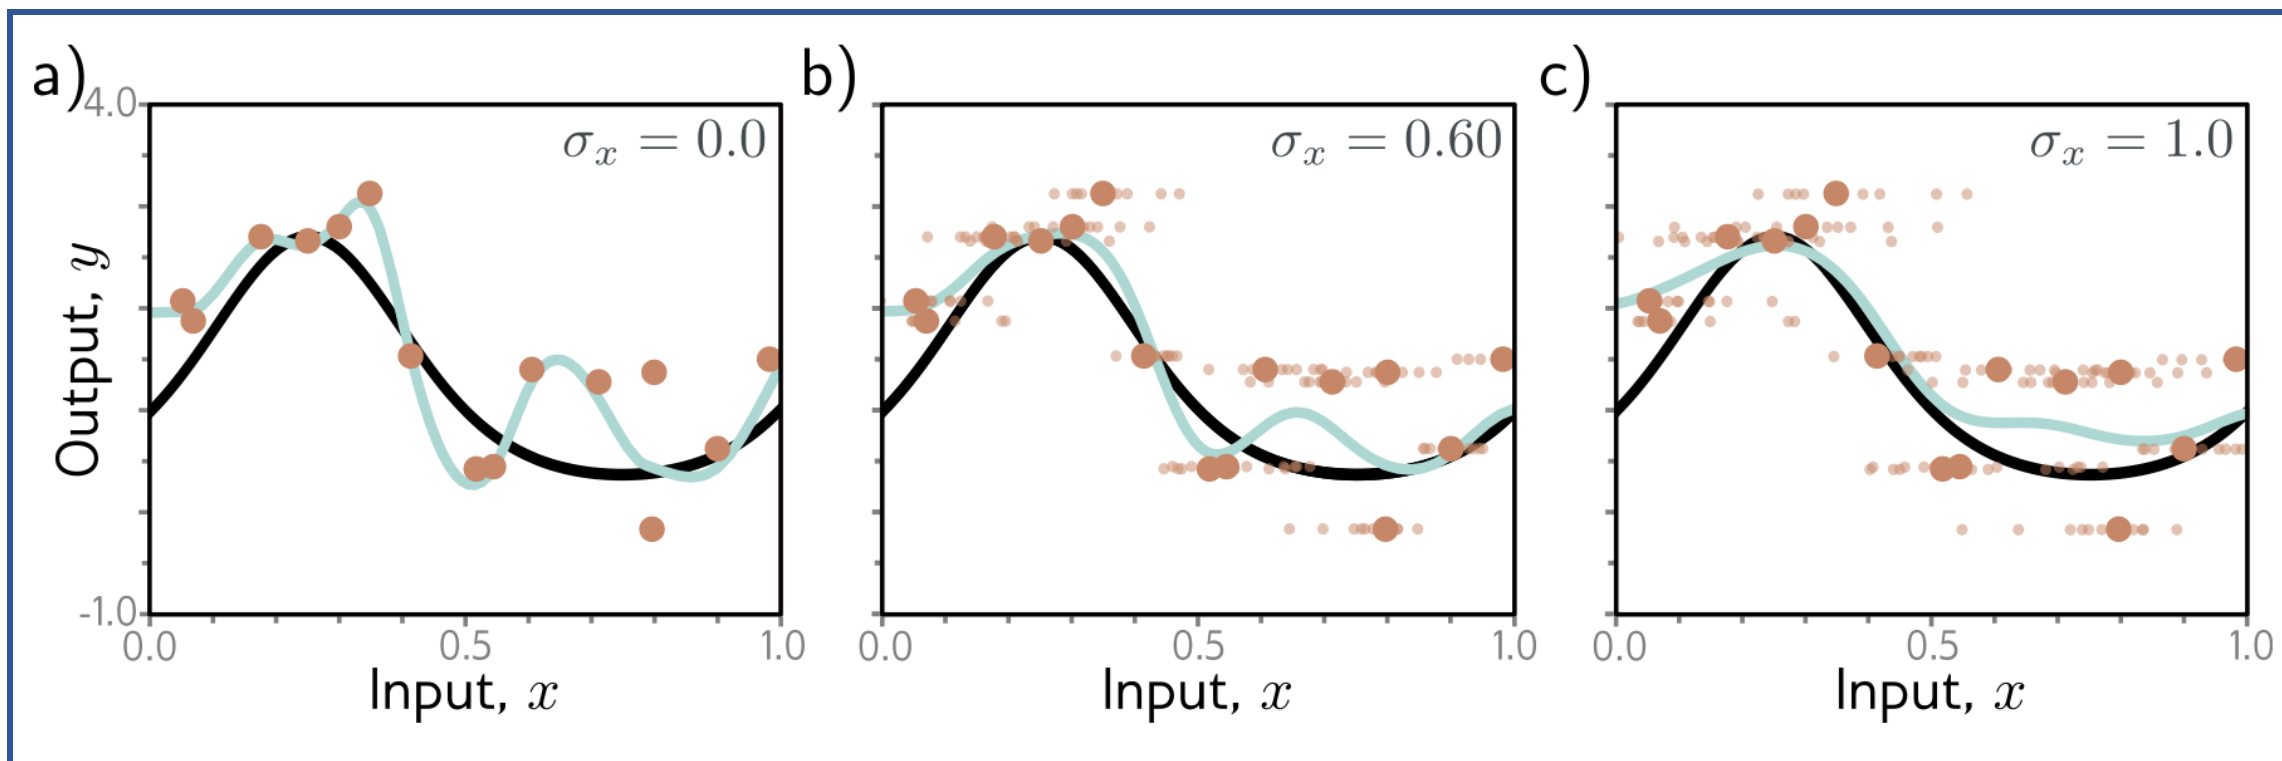 a)
4.0
σₓ = 0.0
Output, y
-1.0
0.0 0.5 1.0
Input, x
b)
σₓ = 0.60
0.0 0.5 1.0
Input, x
c)
σₓ = 1.0
0.0 0.5 1.0
Input, x